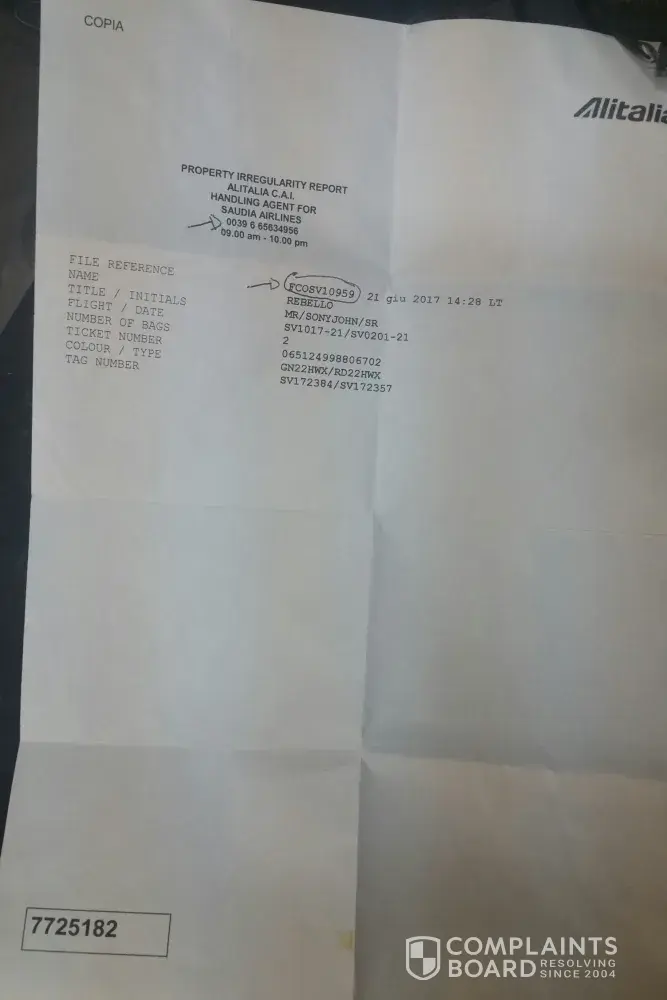 COPIA
Alitalia
PROPERTY IRREGULARITY REPORT
ALITALIA C.A.I.
HANDLING AGENT FOR
SAUDIA AIRLINES
0039 6 65634956
09.00 am - 10.00 pm
FILE REFERENCE FCOSV10959 21 giu 2017 14:28 LT
NAME REBELLO
TITLE / INITIALS MR/SONYJOHN/SR
FLIGHT / DATE SV1017-21/SV0201-21
NUMBER OF BAGS 2
TICKET NUMBER 065124998806702
COLOUR / TYPE GN22HWX/RD22HWX
TAG NUMBER SV172384/SV172357
7725182
COMPLAINTS
BOARD RESOLVING
SINCE 2004